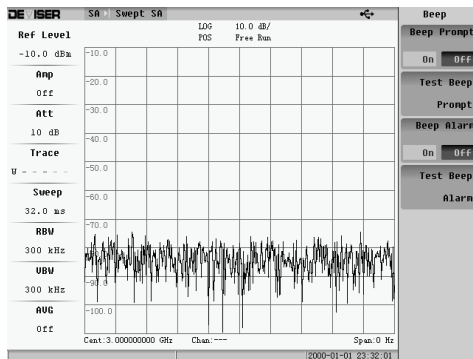 DEVISER SA Swept SA
LOG 10.0 dB/
POS Free Run
Ref Level
-10.0 dBm
Amp
Off
Att
10 dB
Trace
W - - - - -
Sweep
32.0 ms
RBW
300 kHz
VBW
300 kHz
AVG
Off
-10.0
-20.0
-30.0
-40.0
-50.0
-60.0
-70.0
-90.0
-100.0
Cent:3.000000000 GHz Chan:--- Span:0 Hz
2000-01-01 23:32:01
Beep
Beep Prompt
On Off
Test Beep
Prompt
Beep Alarm
On Off
Test Beep
Alarm